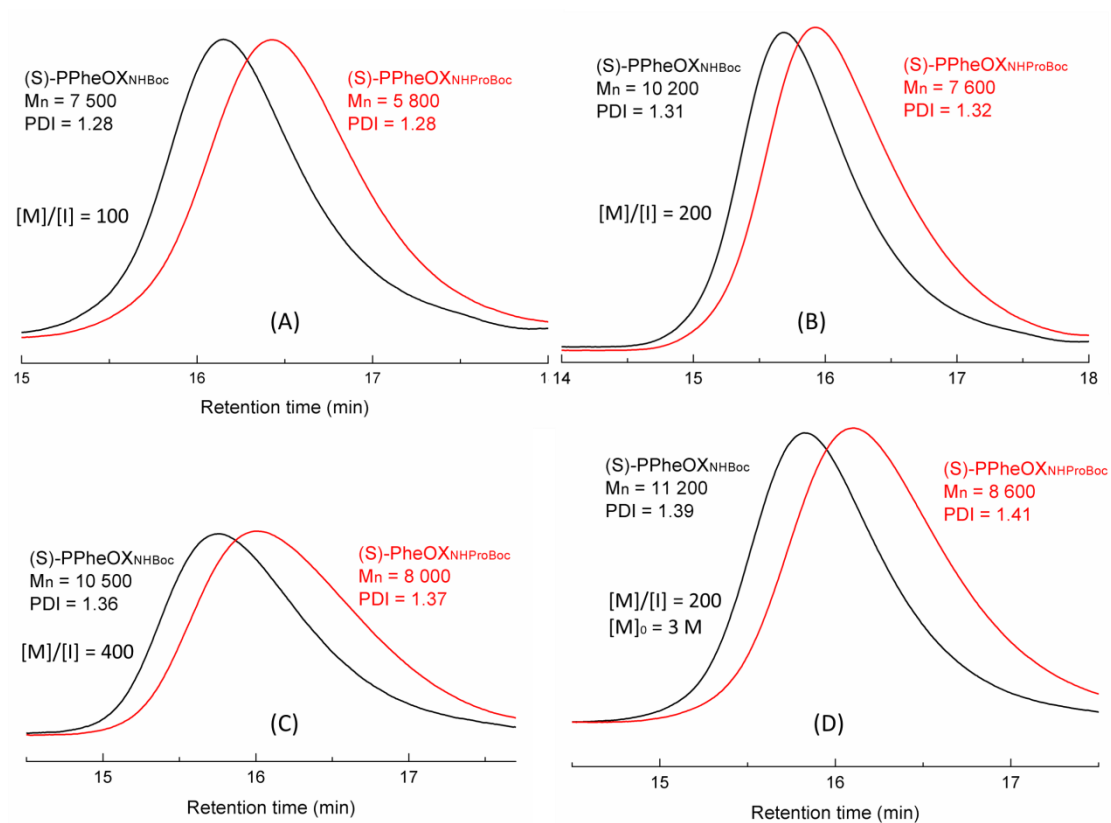 (S)-PPheOXNHBoc
Mn = 7 500
PDI = 1.28
(S)-PPheOXNHProBoc
Mn = 5 800
PDI = 1.28
[M]/[I] = 100
(A)
15
16
17
1
Retention time (min)
(S)-PPheOXNHBoc
Mn = 10 200
PDI = 1.31
(S)-PPheOXNHProBoc
Mn = 7 600
PDI = 1.32
[M]/[I] = 200
(B)
14
15
16
17
18
Retention time (min)
(S)-PPheOXNHBoc
Mn = 10 500
PDI = 1.36
(S)-PheOXNHProBoc
Mn = 8 000
PDI = 1.37
[M]/[I] = 400
(C)
15
16
17
Retention time (min)
(S)-PPheOXNHBoc
Mn = 11 200
PDI = 1.39
(S)-PPheOXNHProBoc
Mn = 8 600
PDI = 1.41
[M]/[I] = 200
[M]0 = 3 M
(D)
15
16
17
Retention time (min)